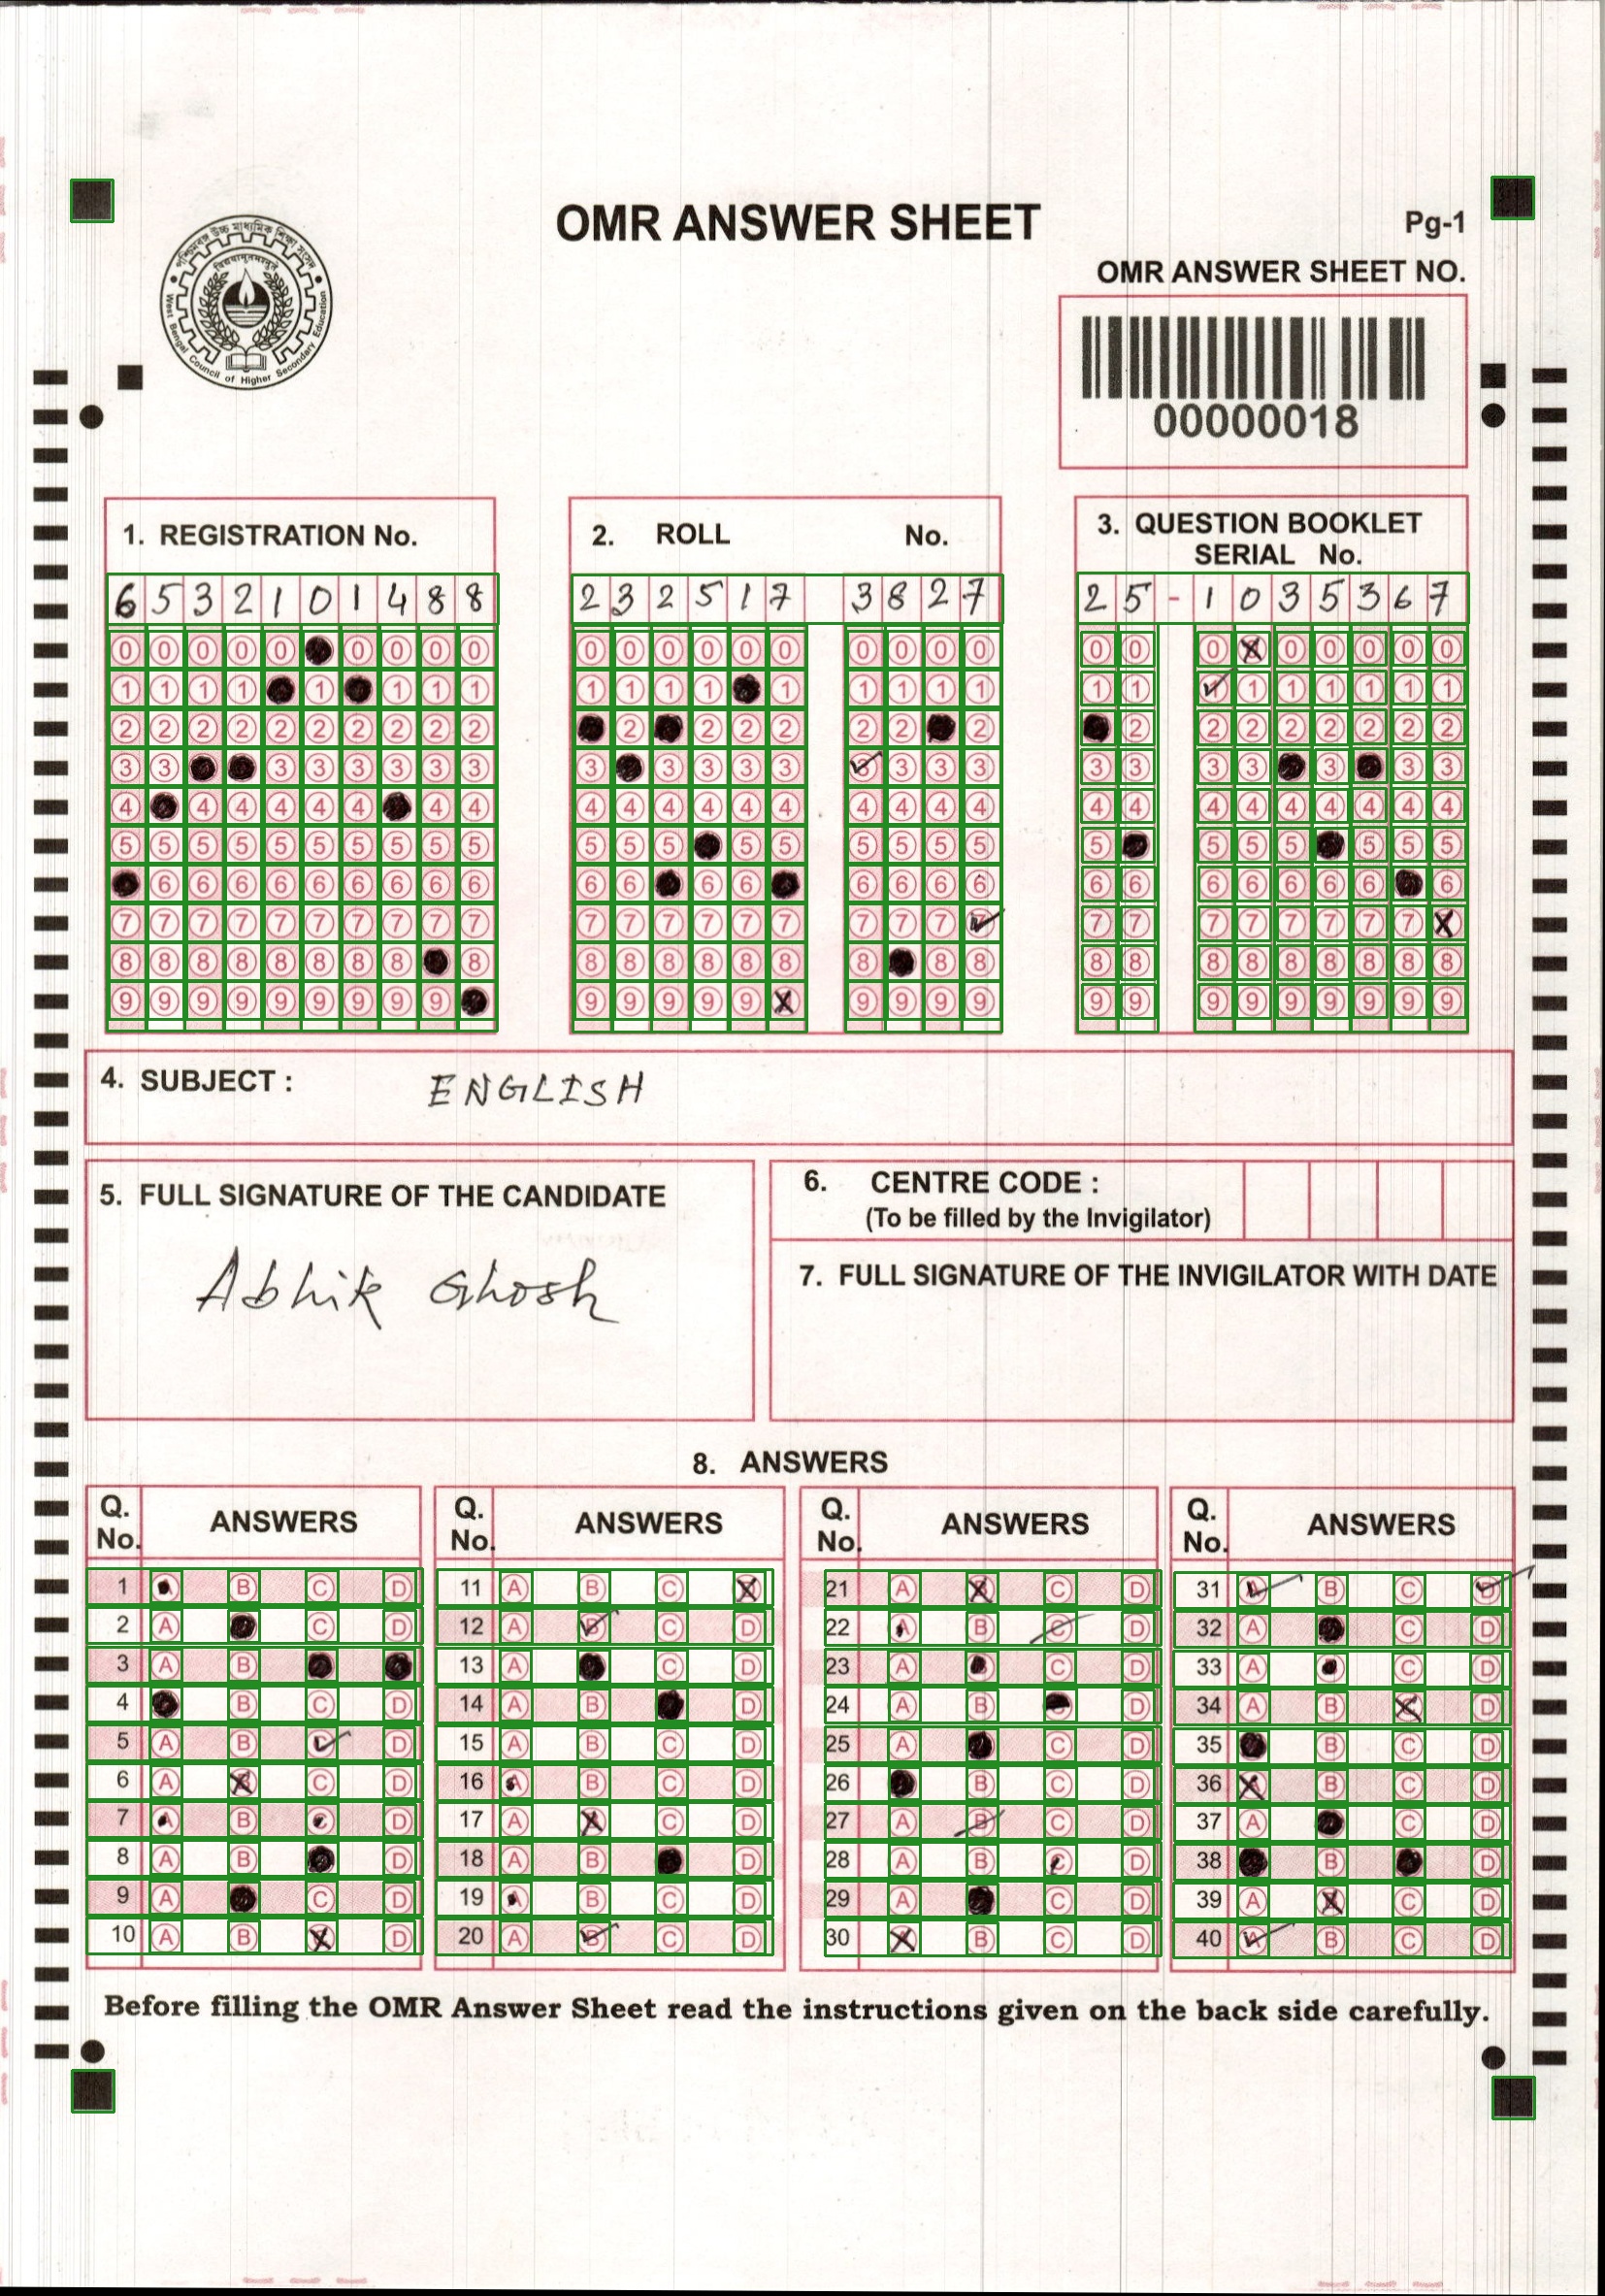 পশ্চিমবঙ্গ উচ্চ মাধ্যমিক শিক্ষা সংসদ
West Bengal Council of Higher Secondary Education
OMR ANSWER SHEET
Pg-1
OMR ANSWER SHEET NO.
00000018
1. REGISTRATION No.
2. ROLL No.
3. QUESTION BOOKLET
SERIAL No.
6 5 3 2 1 0 1 4 8 8
2 3 2 5 1 7 3 8 2 7
2 5 - 1 0 3 5 3 6 7
4. SUBJECT : ENGLISH
5. FULL SIGNATURE OF THE CANDIDATE
Abhik Ghosh
6. CENTRE CODE :
(To be filled by the Invigilator)
7. FULL SIGNATURE OF THE INVIGILATOR WITH DATE
8. ANSWERS
Q. No. ANSWERS Q. No. ANSWERS Q. No. ANSWERS Q. No. ANSWERS
1 A B C D 11 A B C D 21 A B C D 31 A B C D
2 A B C D 12 A B C D 22 A B C D 32 A B C D
3 A B C D 13 A B C D 23 A B C D 33 A B C D
4 A B C D 14 A B C D 24 A B C D 34 A B C D
5 A B C D 15 A B C D 25 A B C D 35 A B C D
6 A B C D 16 A B C D 26 A B C D 36 A B C D
7 A B C D 17 A B C D 27 A B C D 37 A B C D
8 A B C D 18 A B C D 28 A B C D 38 A B C D
9 A B C D 19 A B C D 29 A B C D 39 A B C D
10 A B C D 20 A B C D 30 A B C D 40 A B C D
Before filling the OMR Answer Sheet read the instructions given on the back side carefully.